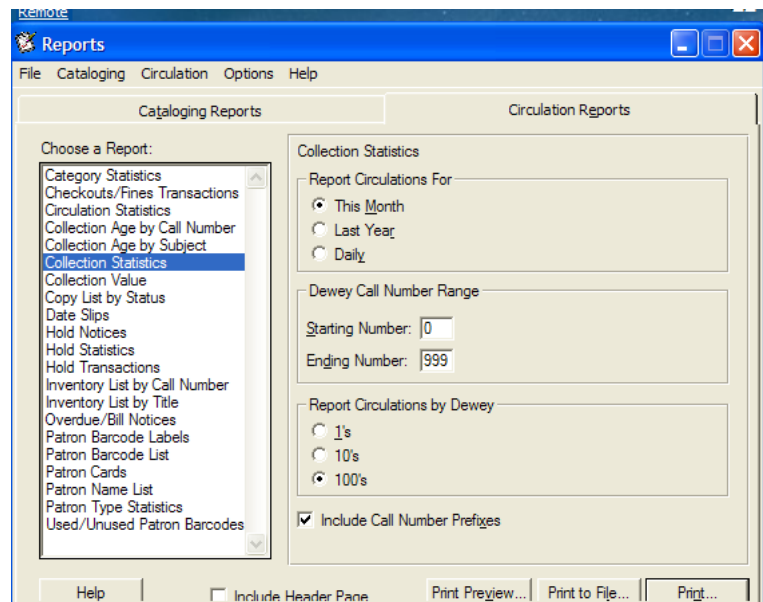 Remote
Reports
File Cataloging Circulation Options Help
Cataloging Reports Circulation Reports
Choose a Report:
Category Statistics
Checkouts/Fines Transactions
Circulation Statistics
Collection Age by Call Number
Collection Age by Subject
Collection Statistics
Collection Value
Copy List by Status
Date Slips
Hold Notices
Hold Statistics
Hold Transactions
Inventory List by Call Number
Inventory List by Title
Overdue/Bill Notices
Patron Barcode Labels
Patron Barcode List
Patron Cards
Patron Name List
Patron Type Statistics
Used/Unused Patron Barcodes
Collection Statistics
Report Circulations For
This Month
Last Year
Daily
Dewey Call Number Range
Starting Number: 0
Ending Number: 999
Report Circulations by Dewey
1's
10's
100's
Include Call Number Prefixes
Help Include Header Page Print Preview... Print to File... Print...